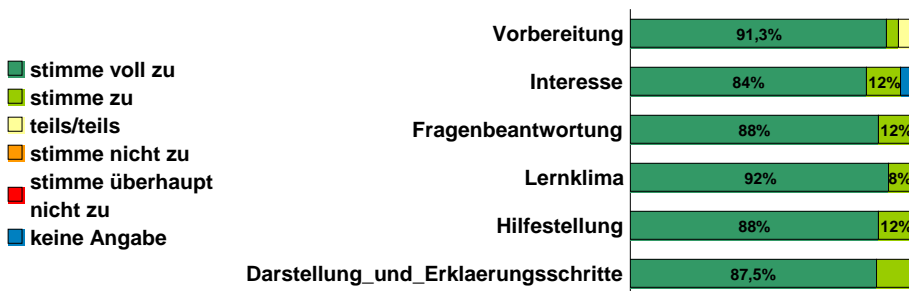 stimme voll zu
stimme zu
teils/teils
stimme nicht zu
stimme überhaupt
nicht zu
keine Angabe
Vorbereitung 91,3%
Interesse 84% 12%
Fragenbeantwortung 88% 12%
Lernklima 92% 8%
Hilfestellung 88% 12%
Darstellung_und_Erklaerungsschritte 87,5%